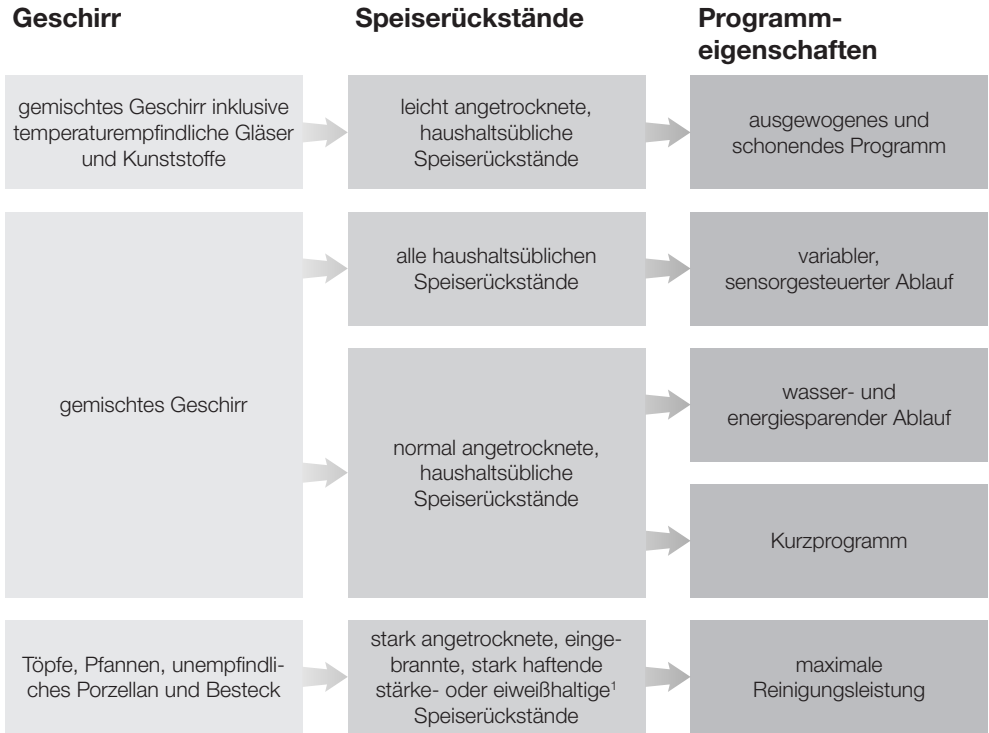 Geschirr
Speiserückstände
Programm-
eigenschaften
gemischtes Geschirr inklusive
temperaturempfindliche Gläser
und Kunststoffe
leicht angetrocknete,
haushaltsübliche
Speiserückstände
ausgewogenes und
schonendes Programm
gemischtes Geschirr
alle haushaltsüblichen
Speiserückstände
variabler,
sensorgesteuerter Ablauf
normal angetrocknete,
haushaltsübliche
Speiserückstände
wasser- und
energiesparender Ablauf
Kurzprogramm
Töpfe, Pfannen, unempfindli-
ches Porzellan und Besteck
stark angetrocknete, einge-
brannte, stark haftende
stärke- oder eiweißhaltige¹
Speiserückstände
maximale
Reinigungsleistung